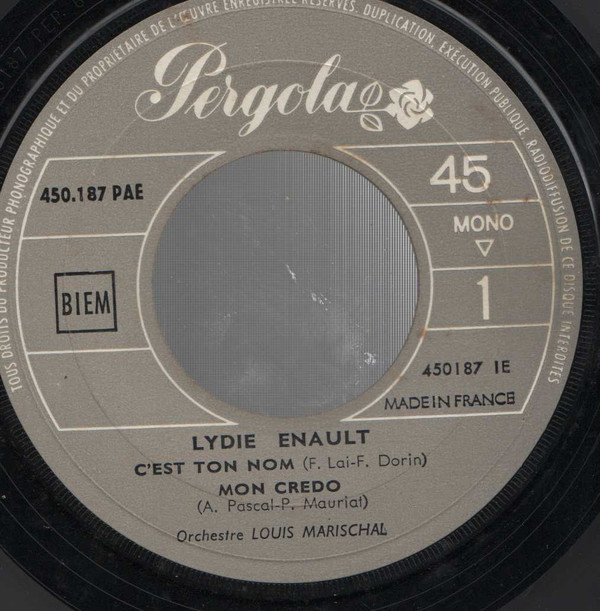 TOUS DROITS DU PRODUCTEUR PHONOGRAPHIQUE ET DU PROPRIÉTAIRE DE L'ŒUVRE ENREGISTRÉE RÉSERVÉS. DUPLICATION, EXÉCUTION PUBLIQUE, RADIODIFFUSION DE CE DISQUE INTERDITES
Pergola
450.187 PAE
45
MONO
BIEM
1
450187 IE
MADE IN FRANCE
LYDIE ENAULT
C'EST TON NOM (F. Lai-F. Dorin)
MON CREDO
(A. Pascal-P. Mauriat)
Orchestre LOUIS MARISCHAL